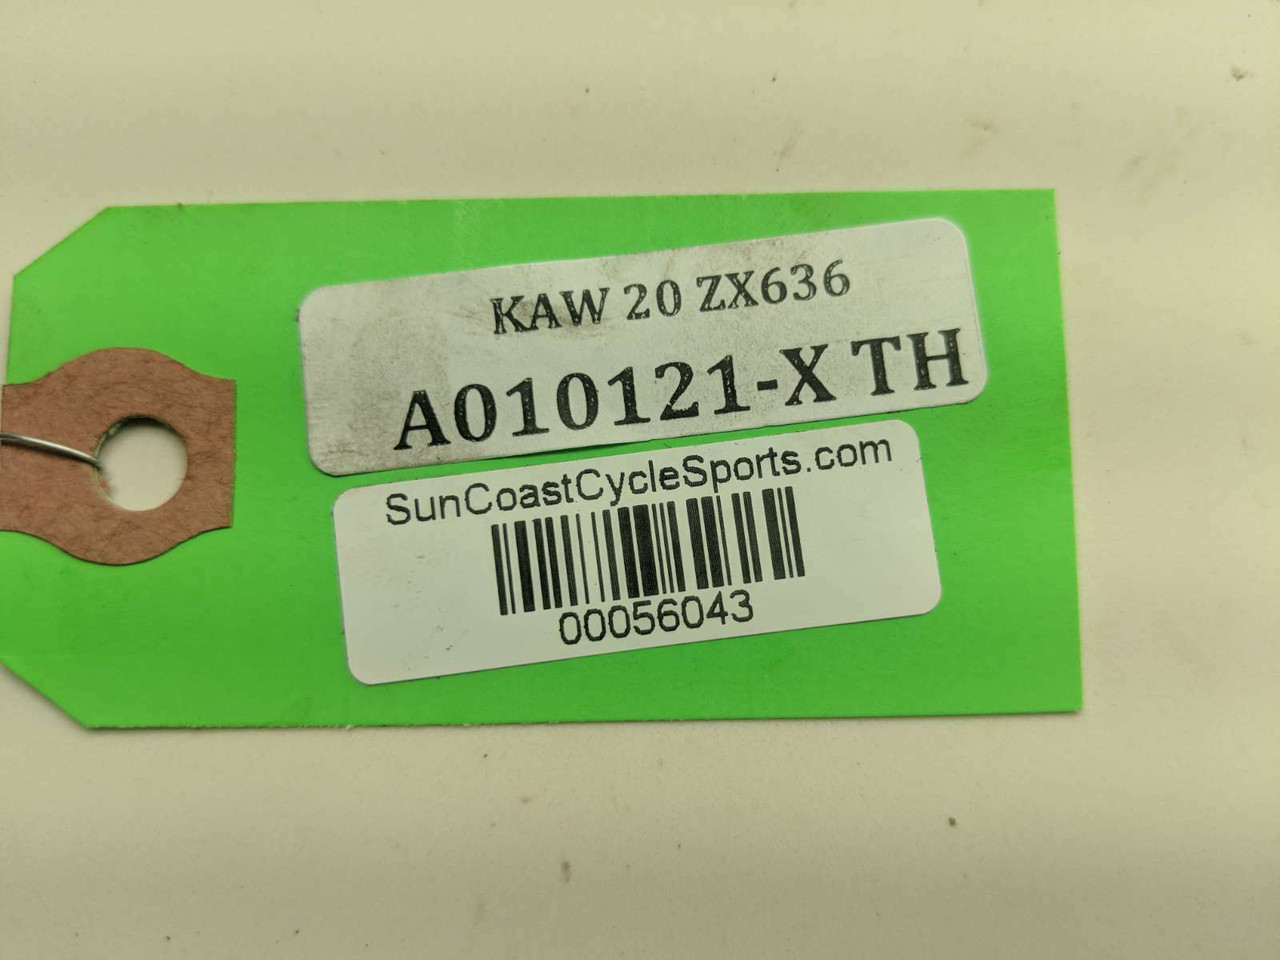 KAW 20 ZX636
A010121-X TH
SunCoastCycleSports.com
00056043